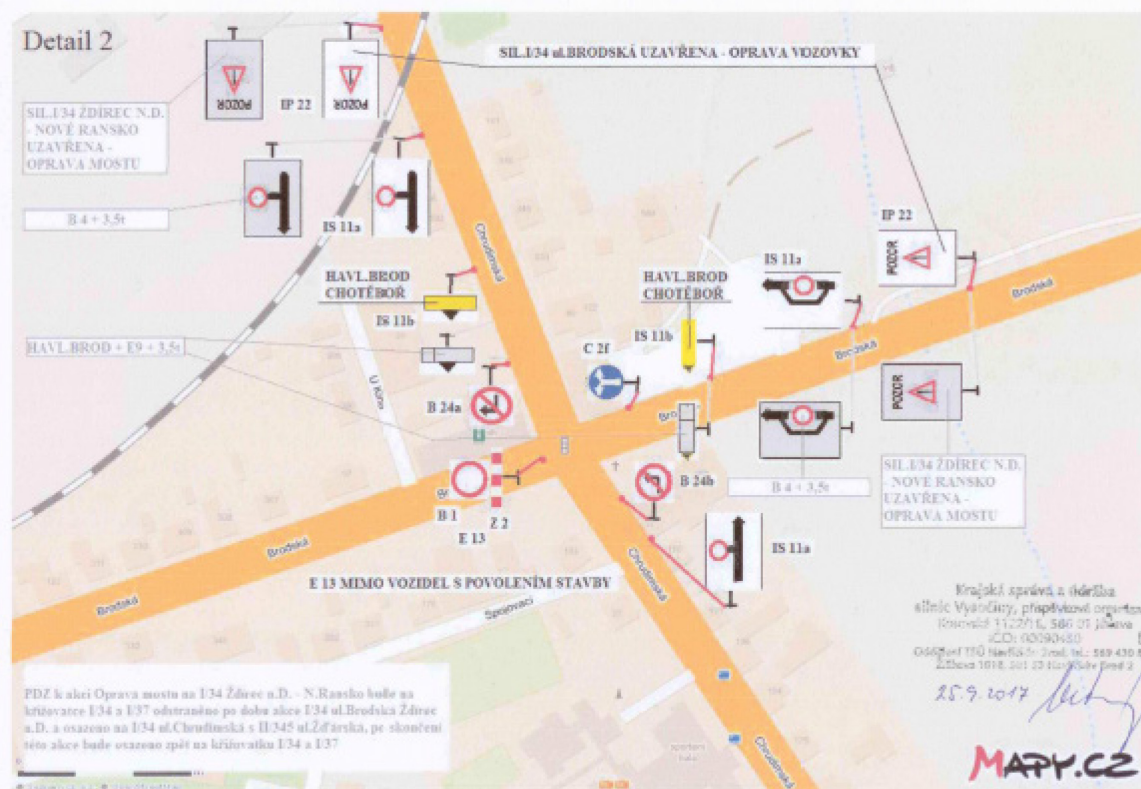 Detail 2
SIL.I/34 ul.BRODSKÁ UZAVŘENA - OPRAVA VOZOVKY
POZOR
POZOR
IP 22
SIL.I/34 ŽDÍREC N.D.
- NOVÉ RANSKO
UZAVŘENA -
OPRAVA MOSTU
B 4 + 3,5t
IS 11a
Chrudimská
HAVL.BROD
CHOTĚBOŘ
IS 11b
HAVL.BROD + E9 + 3,5t
U Kina
B 24a
HAVL.BROD
CHOTĚBOŘ
IS 11b
C 2f
IS 11a
IP 22
POZOR
Brodská
Brodská
POZOR
B 24b
B 4 + 3,5t
SIL.I/34 ŽDÍREC N.D.
- NOVÉ RANSKO
UZAVŘENA -
OPRAVA MOSTU
B 1
Z 2
E 13
IS 11a
Brodská
Brodská
Chrudimská
E 13 MIMO VOZIDEL S POVOLENÍM STAVBY
Spojovací
Krajská správa a údržba
silnic Vysočiny, příspěvková
25.9.2017
PDZ k akci Oprava mostu na I/34 Ždírec n.D. - N.Ransko bude na
křižovatce I/34 a I/37 odstraněno po dobu akce I/34 ul.Brodská Ždírec
n.D. a osazeno na I/34 ul.Chrudimská s II/345 ul.Žďárská, po skončení
této akce bude osazeno zpět na křižovatku I/34 a I/37
sportovní
hala
Chrudimská
MAPY.CZ